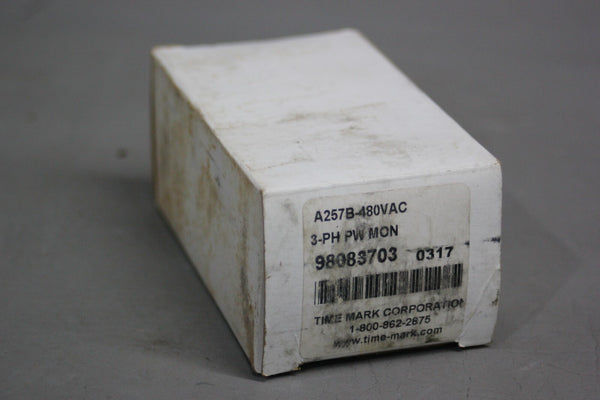 A257B-480VAC
3-PH PW MON
98083703 0317
TIME MARK CORPORATION
1-800-862-2875
www.time-mark.com